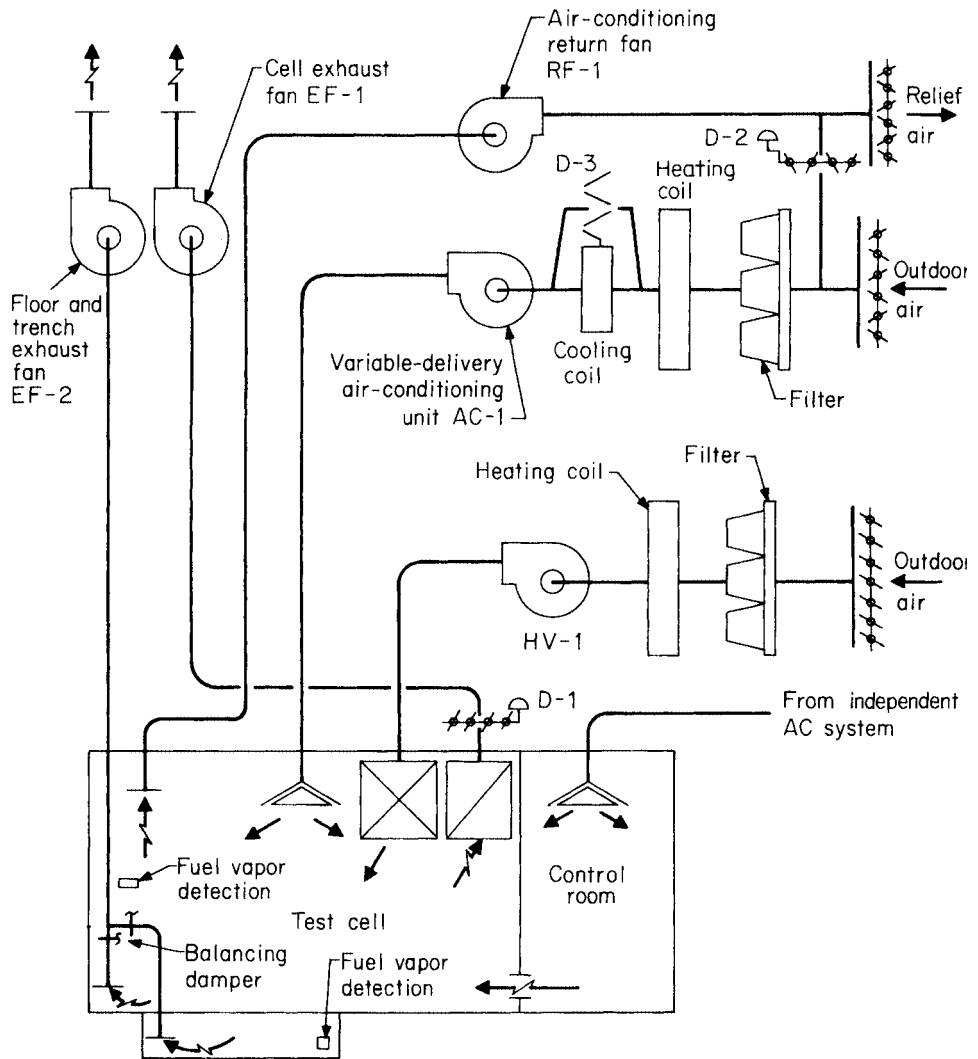 Air-conditioning
return fan
RF-1
Cell exhaust
fan EF-1
Relief
air
D-2
D-3
Heating
coil
Outdoor
air
Floor and
trench
exhaust
fan
EF-2
Cooling
coil
Variable-delivery
air-conditioning
unit AC-1
Filter
Heating coil
Filter
Outdoor
air
HV-1
D-1
From independent
AC system
Fuel vapor
detection
Control
room
Test cell
Balancing
damper
Fuel vapor
detection